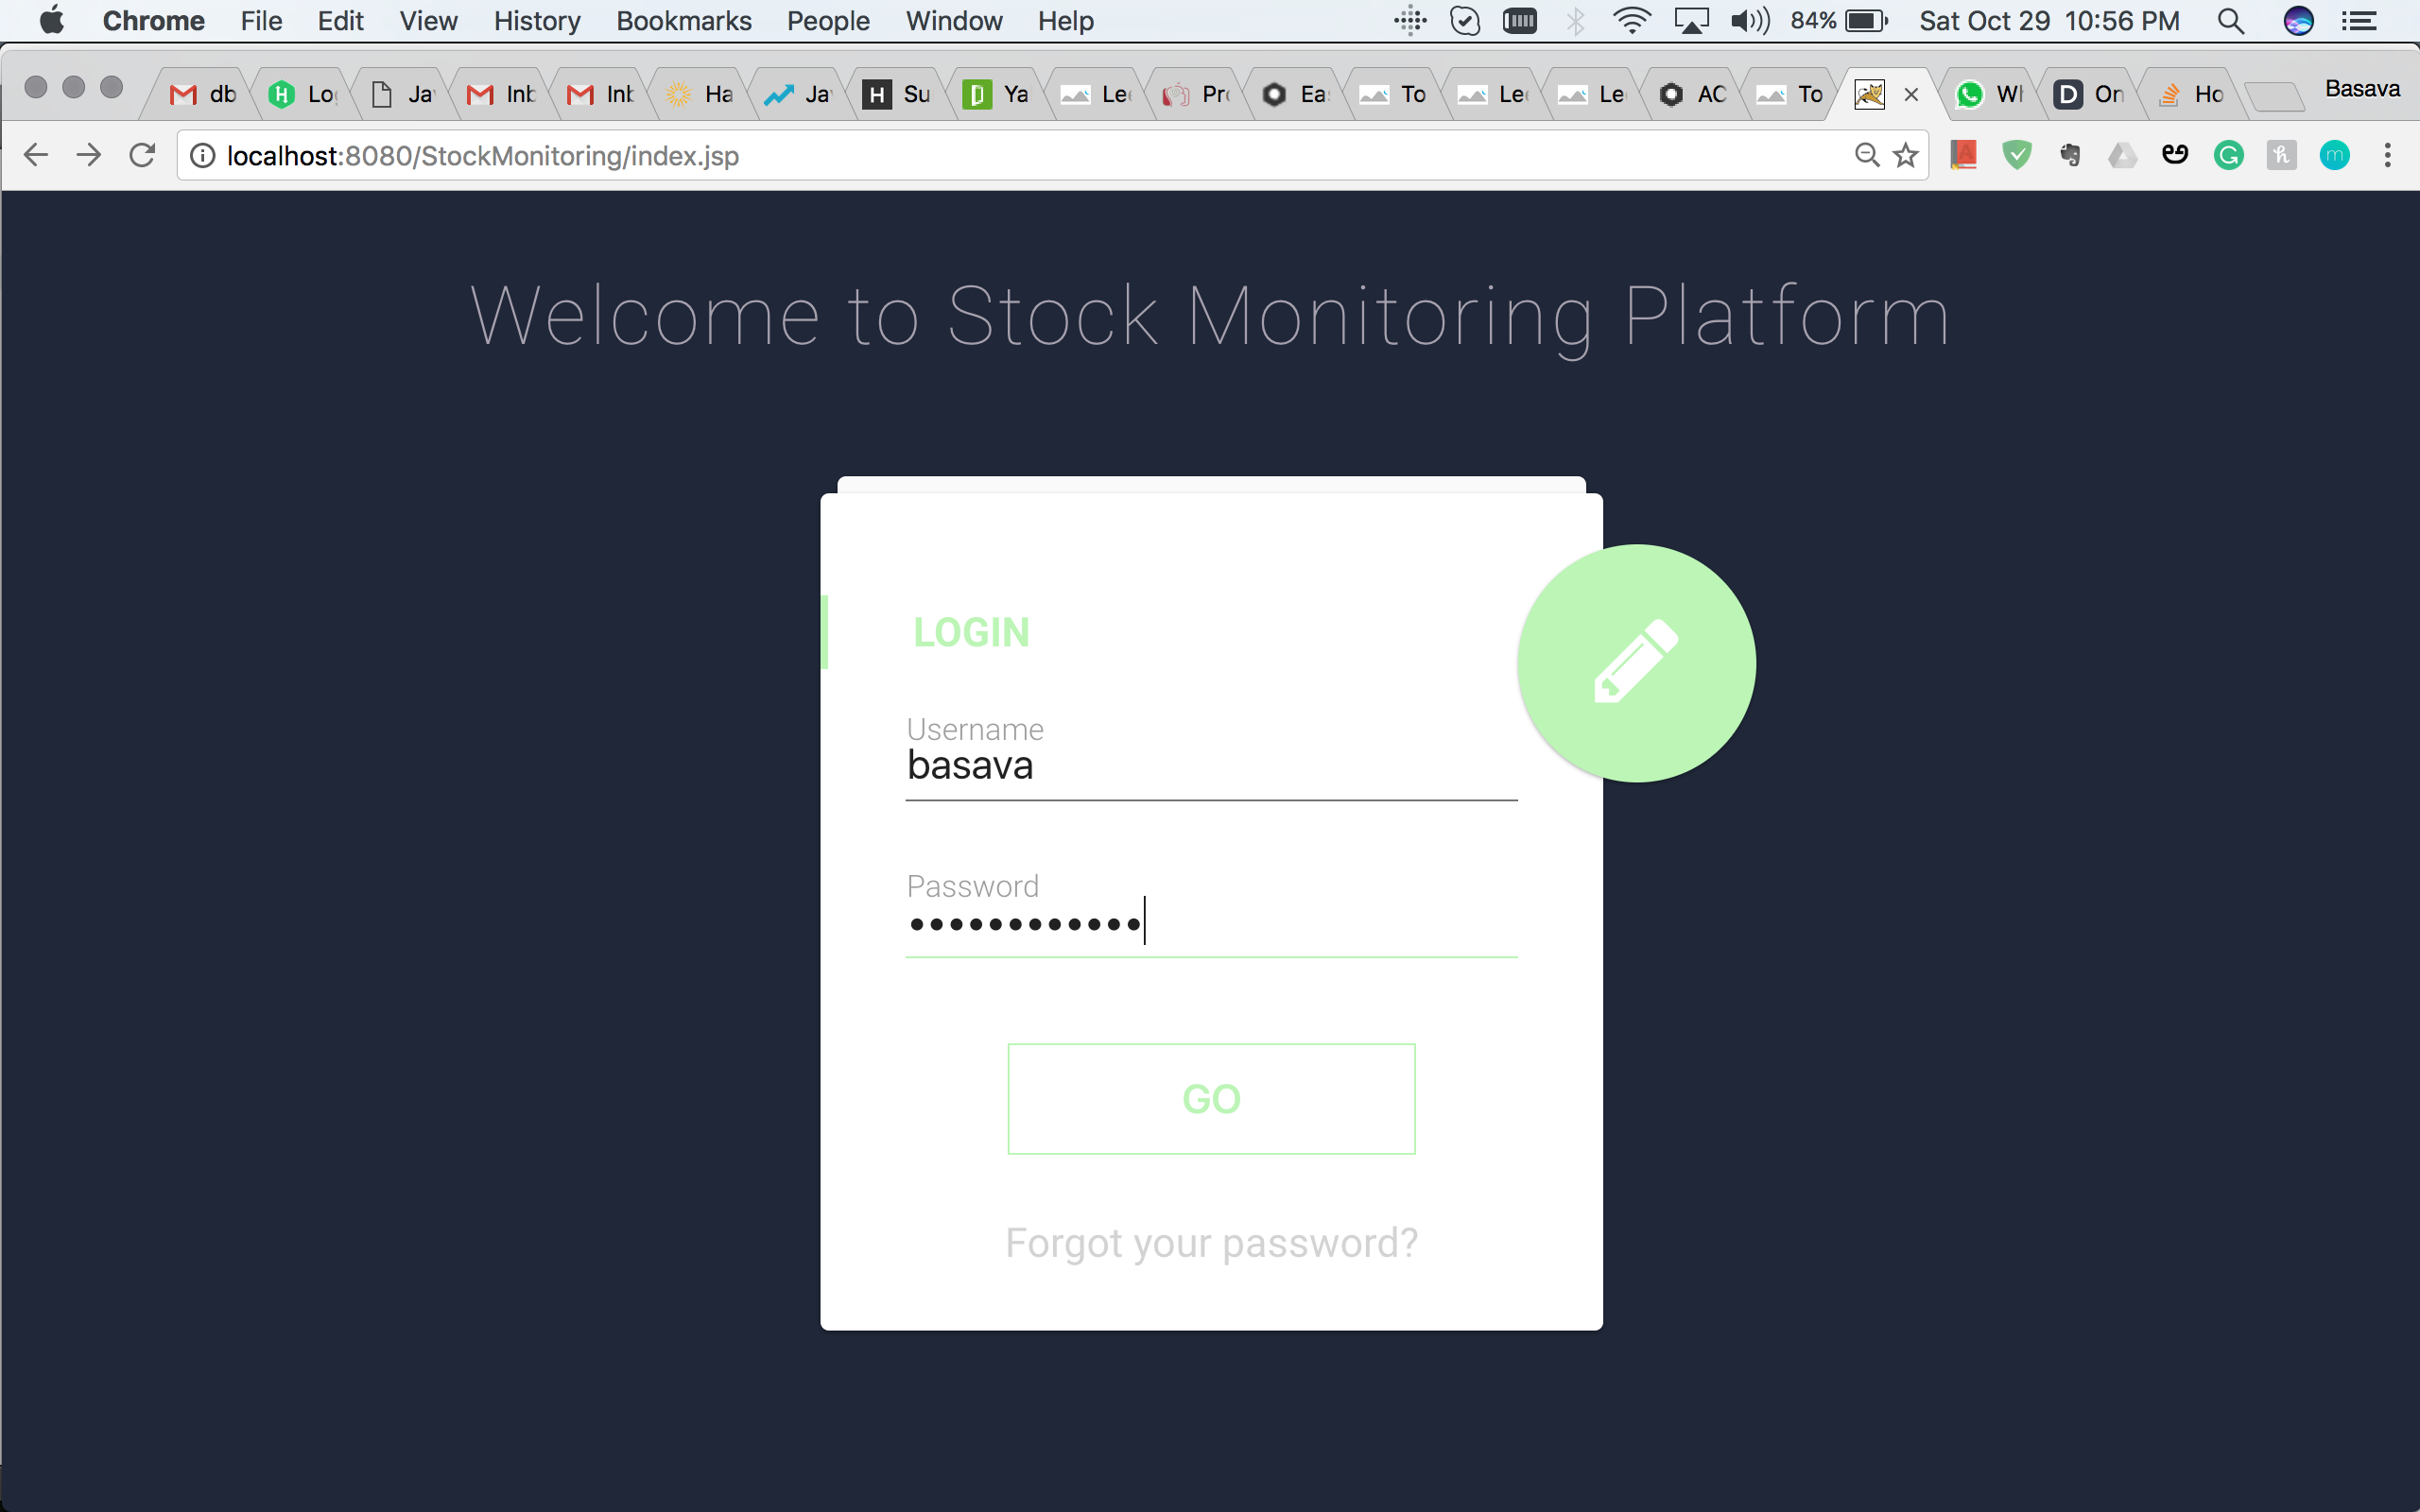 Chrome File Edit View History Bookmarks People Window Help 84% Sat Oct 29 10:56 PM
db Lo Ja Inb Inb Ha Ja H Su Ya Le Pr Ea To Le Le AC To Wh D On Ho Basava
localhost:8080/StockMonitoring/index.jsp
Welcome to Stock Monitoring Platform
LOGIN
Username
basava
Password
GO
Forgot your password?